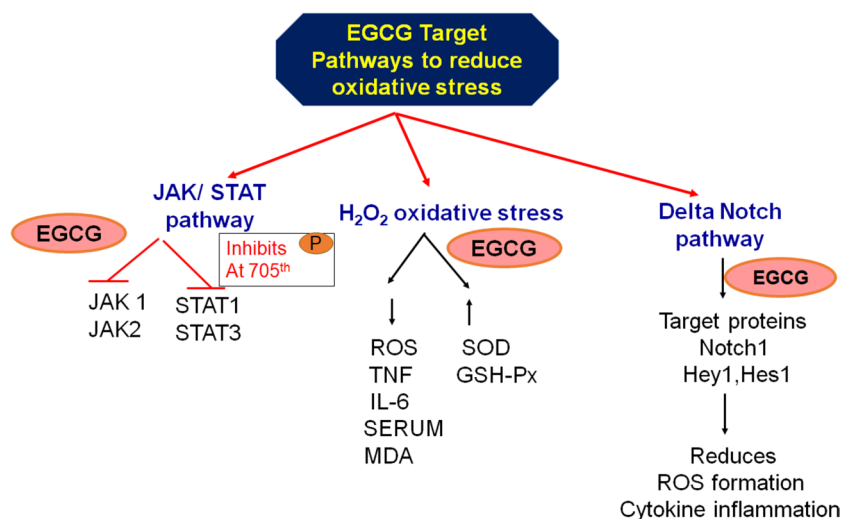 EGCG Target
Pathways to reduce
oxidative stress
JAK/ STAT
pathway
EGCG
Inhibits
At 705th
P
JAK 1
JAK2
STAT1
STAT3
H2O2 oxidative stress
EGCG
ROS
TNF
IL-6
SERUM
MDA
SOD
GSH-Px
Delta Notch
pathway
EGCG
Target proteins
Notch1
Hey1,Hes1
Reduces
ROS formation
Cytokine inflammation